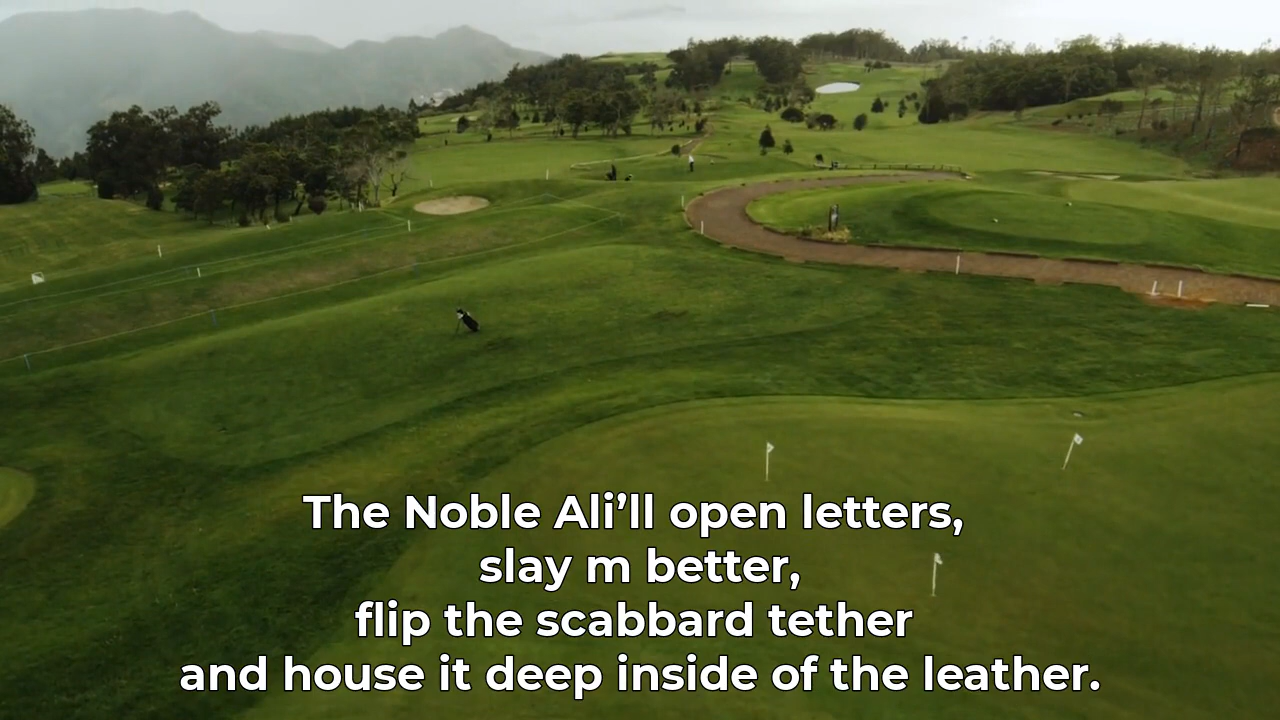 The Noble Ali’ll open letters,
slay m better,
flip the scabbard tether
and house it deep inside of the leather.